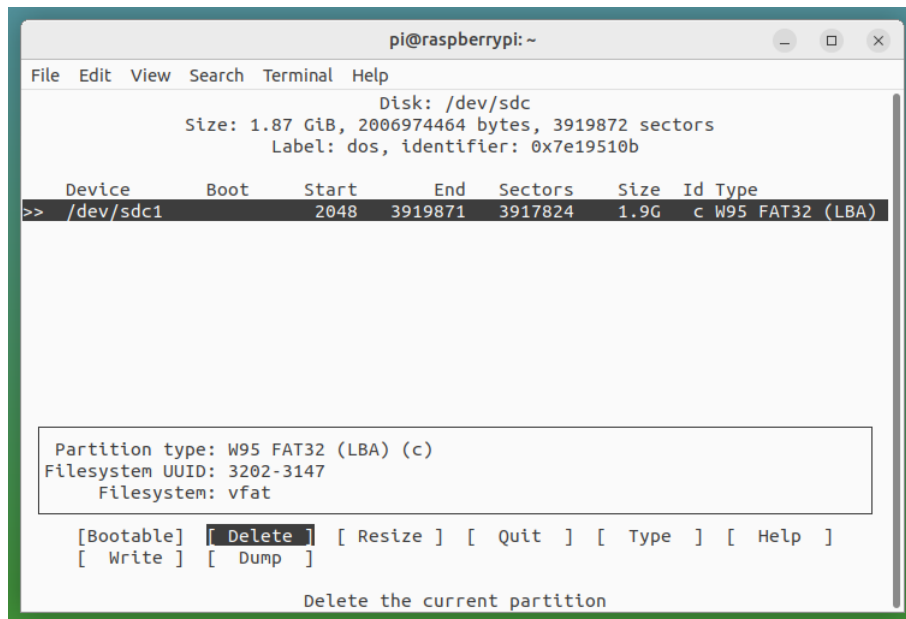 pi@raspberrypi: ~
File Edit View Search Terminal Help
Disk: /dev/sdc
Size: 1.87 GiB, 2006974464 bytes, 3919872 sectors
Label: dos, identifier: 0x7e19510b
Device Boot Start End Sectors Size Id Type
>> /dev/sdc1 2048 3919871 3917824 1.9G c W95 FAT32 (LBA)
Partition type: W95 FAT32 (LBA) (c)
Filesystem UUID: 3202-3147
Filesystem: vfat
[Bootable] [ Delete ] [ Resize ] [ Quit ] [ Type ] [ Help ]
[ Write ] [ Dump ]
Delete the current partition